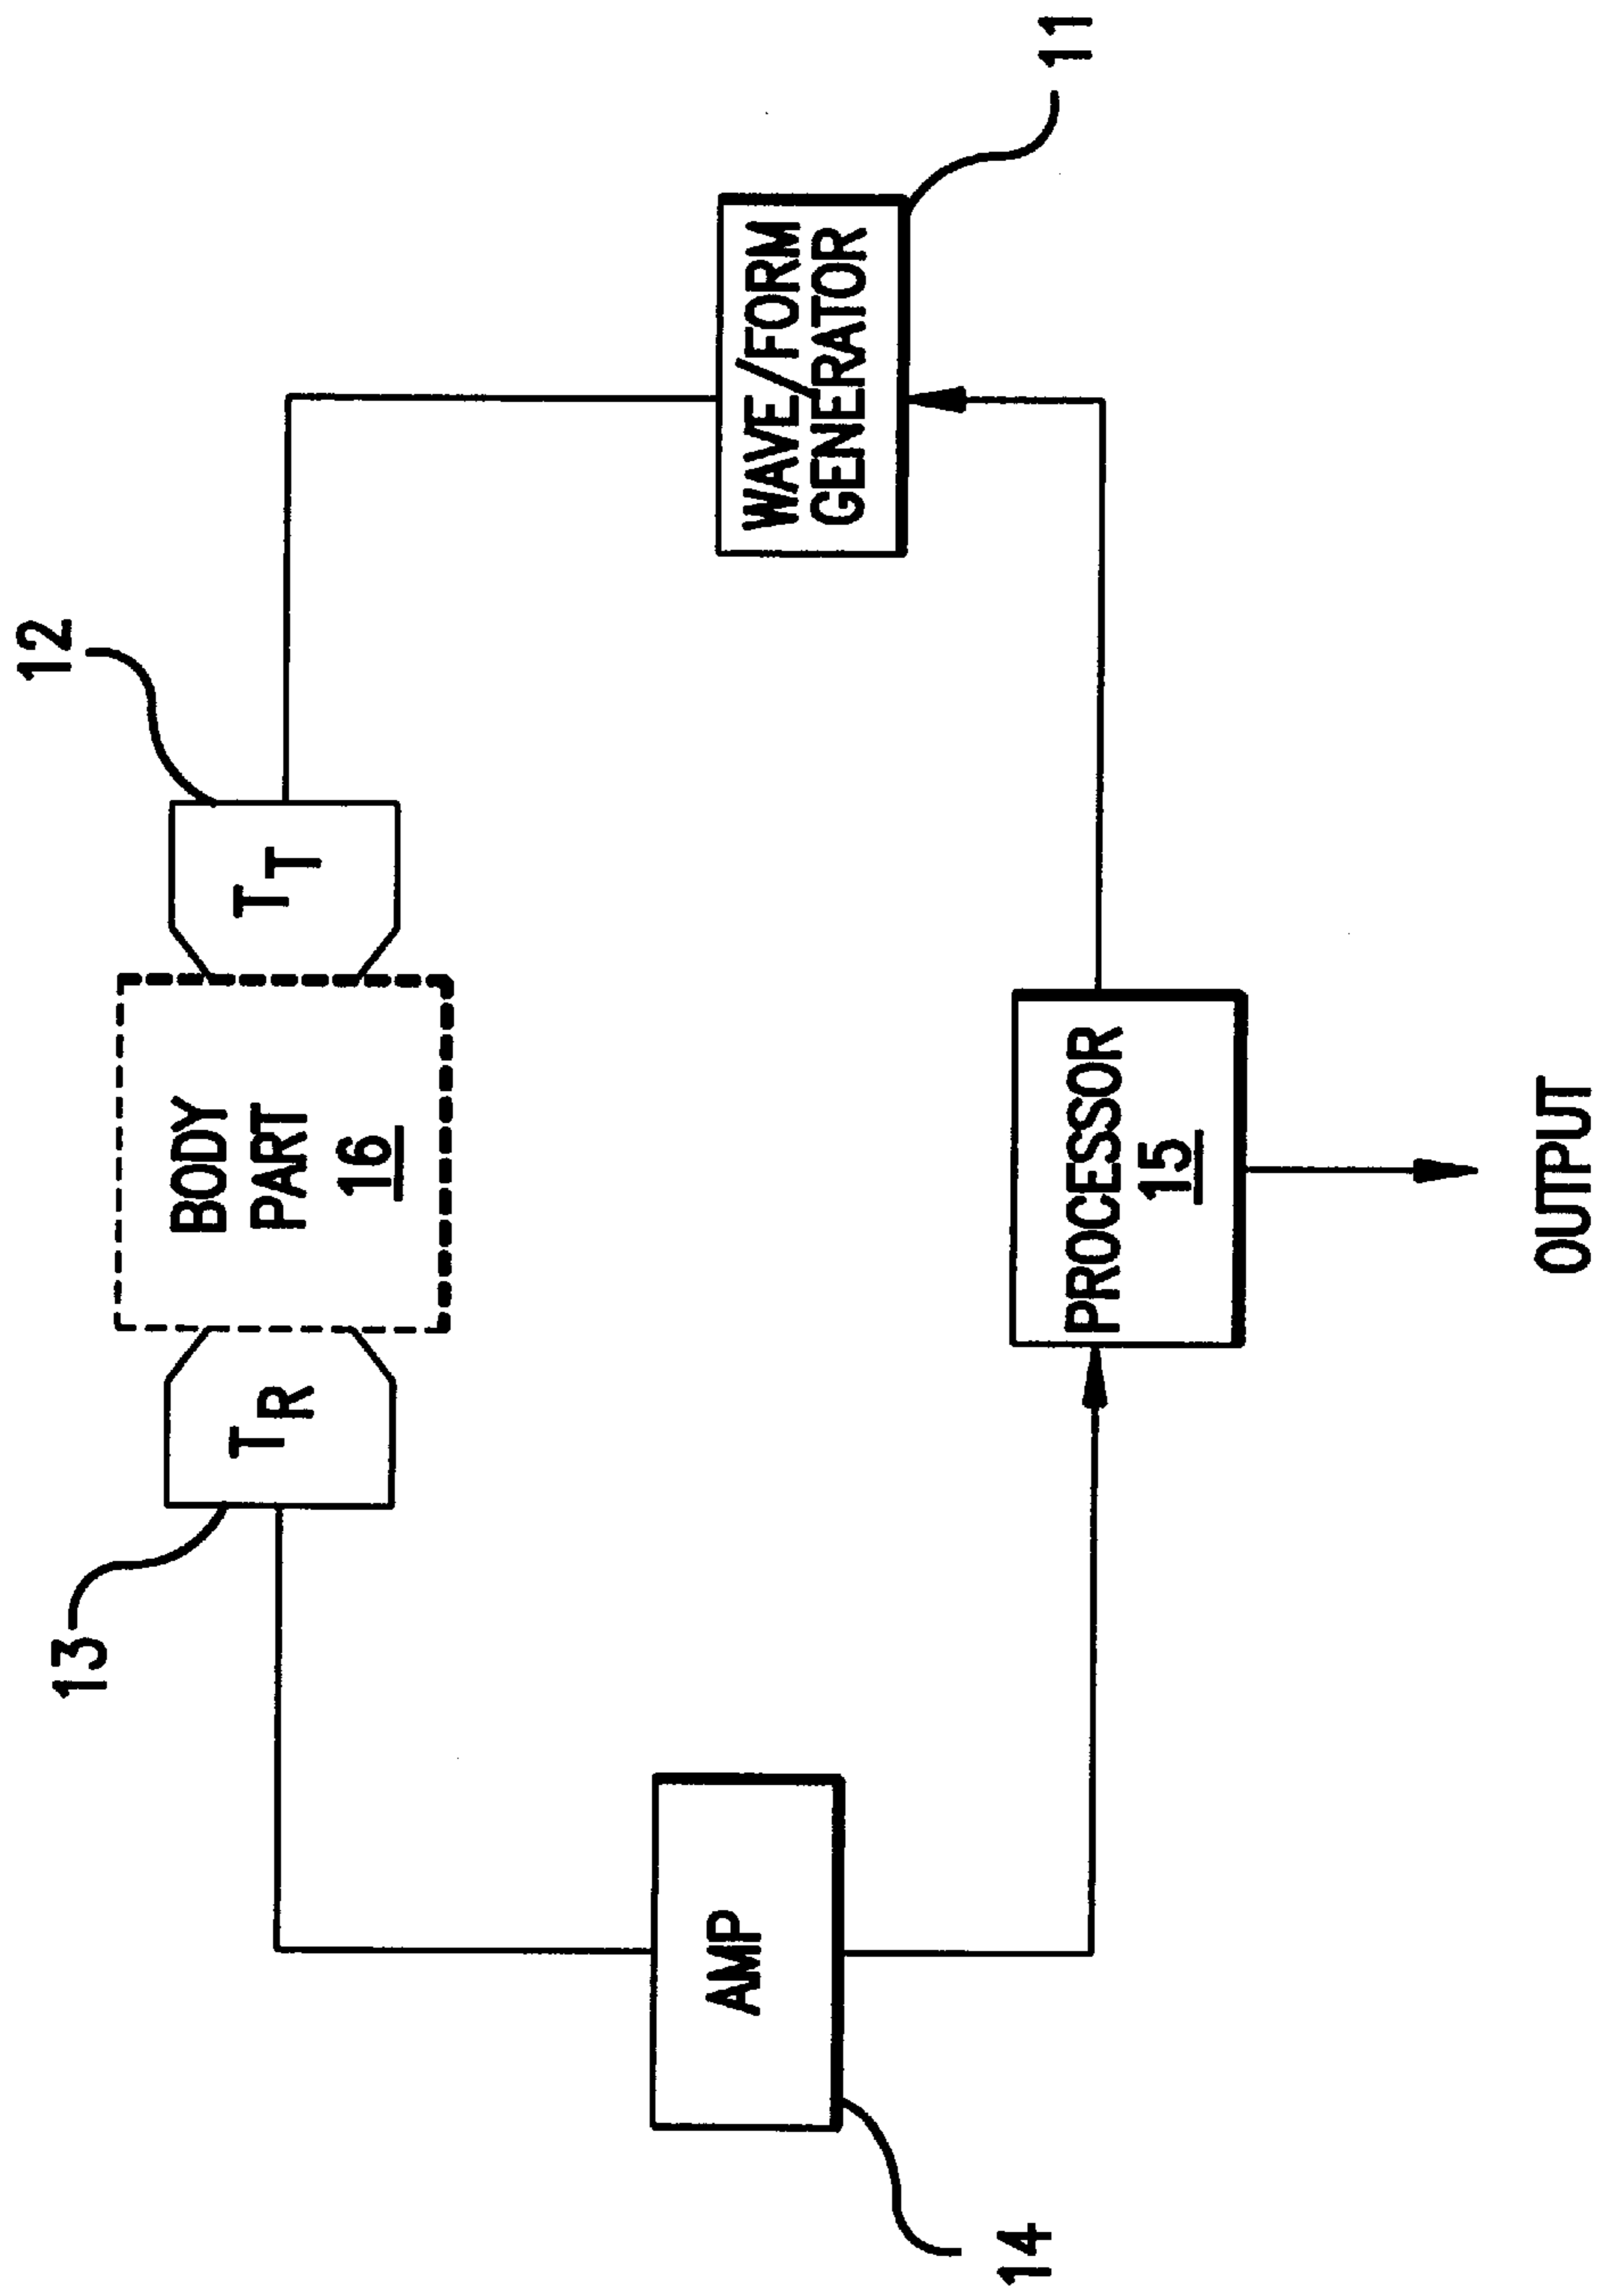 13
12
T_R
BODY
PART
16
T_T
AMP
14
WAVE/FORM
GENERATOR
11
PROCESSOR
15
OUTPUT